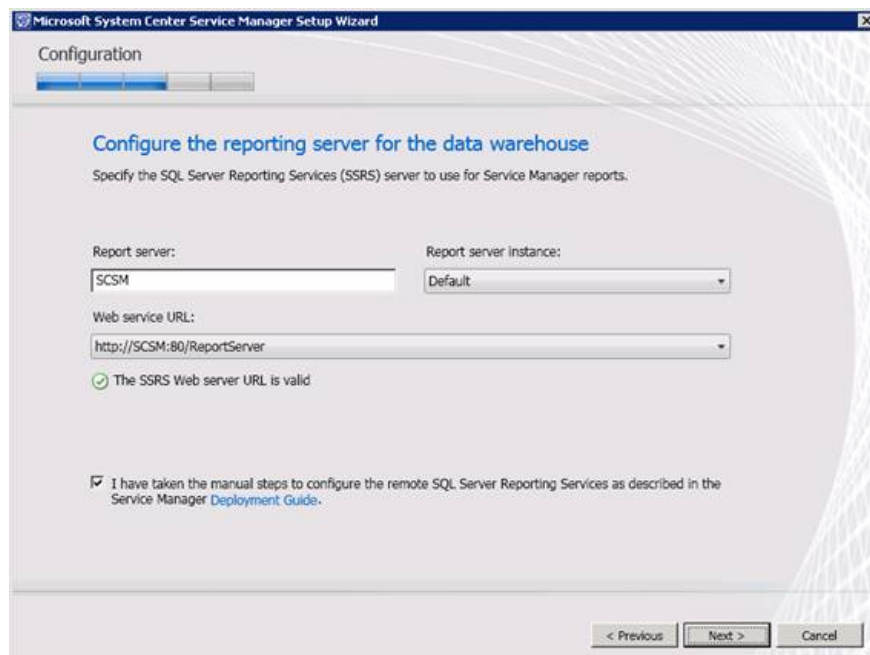 Microsoft System Center Service Manager Setup Wizard
Configuration
Configure the reporting server for the data warehouse
Specify the SQL Server Reporting Services (SSRS) server to use for Service Manager reports.
Report server:
Report server instance:
SCSM
Default
Web service URL:
http://SCSM:80/ReportServer
The SSRS Web server URL is valid
I have taken the manual steps to configure the remote SQL Server Reporting Services as described in the
Service Manager Deployment Guide.
< Previous
Next >
Cancel